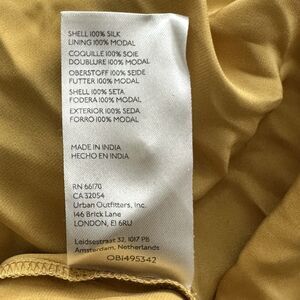 SHELL 100% SILK
LINING 100% MODAL
COQUILLE 100% SOIE
DOUBLURE 100% MODAL
OBERSTOFF 100% SEIDE
FUTTER 100% MODAL
SHELL 100% SETA
FODERA 100% MODAL
EXTERIOR 100% SEDA
FORRO 100% MODAL
MADE IN INDIA
HECHO EN INDIA
RN 66170
CA 32054
Urban Outfitters, Inc.
146 Brick Lane
LONDON, E1 6RU
Leidsestraat 32, 1017 PB
Amsterdam, Netherlands
OB1495342